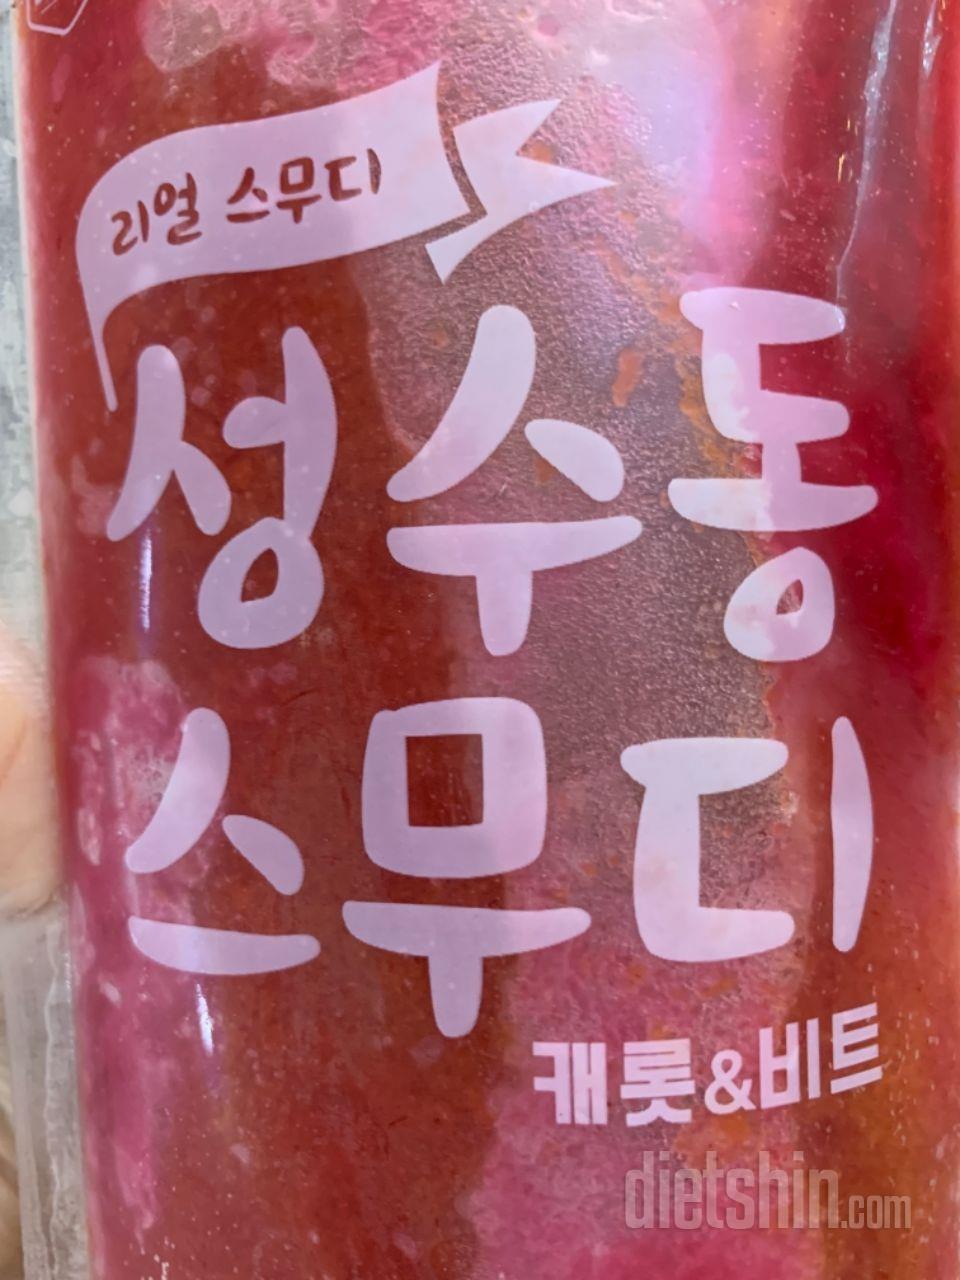 리얼 스무디
성수동
스무디
캐롯&비트
dietshin.com